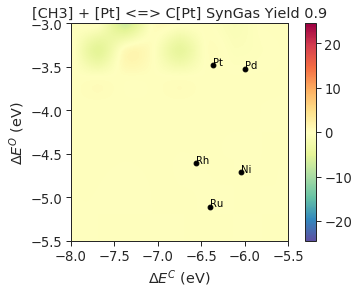 [CH3] + [Pt] <=> C[Pt] SynGas Yield 0.9
−3.0
−3.5
−4.0
−4.5
−5.0
−5.5
ΔE^O (eV)
Pt
Pd
Rh
Ni
Ru
−8.0 −7.5 −7.0 −6.5 −6.0 −5.5
ΔE^C (eV)
20
10
0
−10
−20